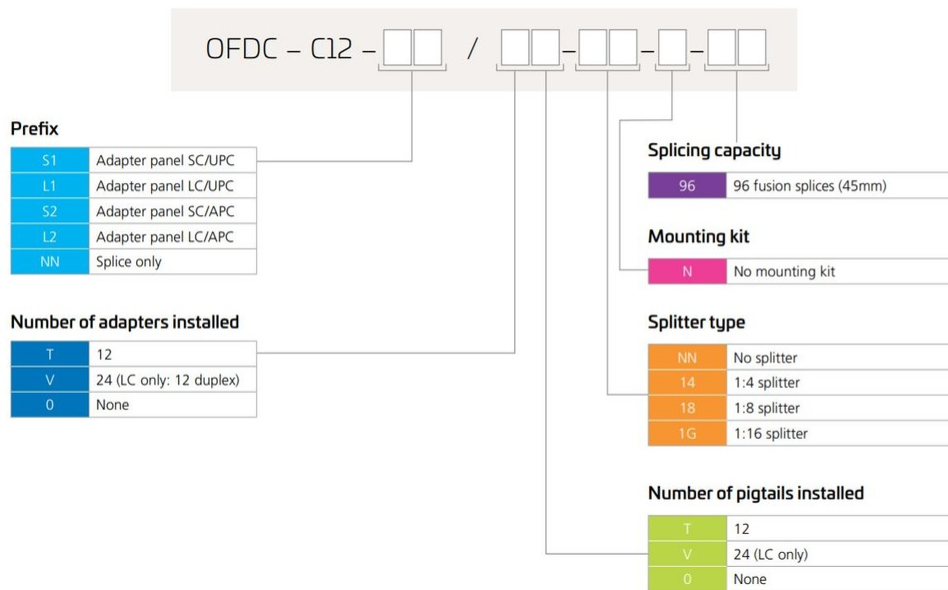 OFDC – C12 – / – – –
Prefix
S1 Adapter panel SC/UPC
L1 Adapter panel LC/UPC
S2 Adapter panel SC/APC
L2 Adapter panel LC/APC
NN Splice only
Number of adapters installed
T 12
V 24 (LC only: 12 duplex)
0 None
Splicing capacity
96 96 fusion splices (45mm)
Mounting kit
N No mounting kit
Splitter type
NN No splitter
14 1:4 splitter
18 1:8 splitter
1G 1:16 splitter
Number of pigtails installed
T 12
V 24 (LC only)
0 None